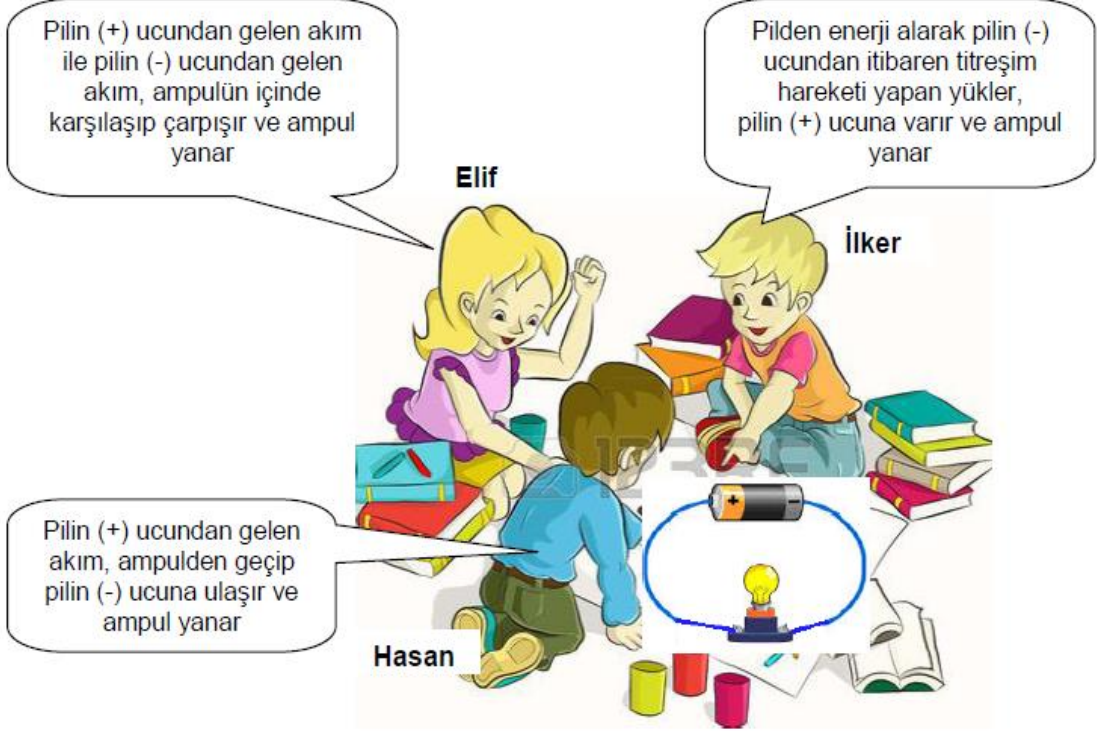 Pilin (+) ucundan gelen akım
ile pilin (-) ucundan gelen
akım, ampulün içinde
karşılaşıp çarpışır ve ampul
yanar
Pilden enerji alarak pilin (-)
ucundan itibaren titreşim
hareketi yapan yükler,
pilin (+) ucuna varır ve ampul
yanar
Elif
İlker
+ -
Pilin (+) ucundan gelen
akım, ampulden geçip
pilin (-) ucuna ulaşır ve
ampul yanar
Hasan